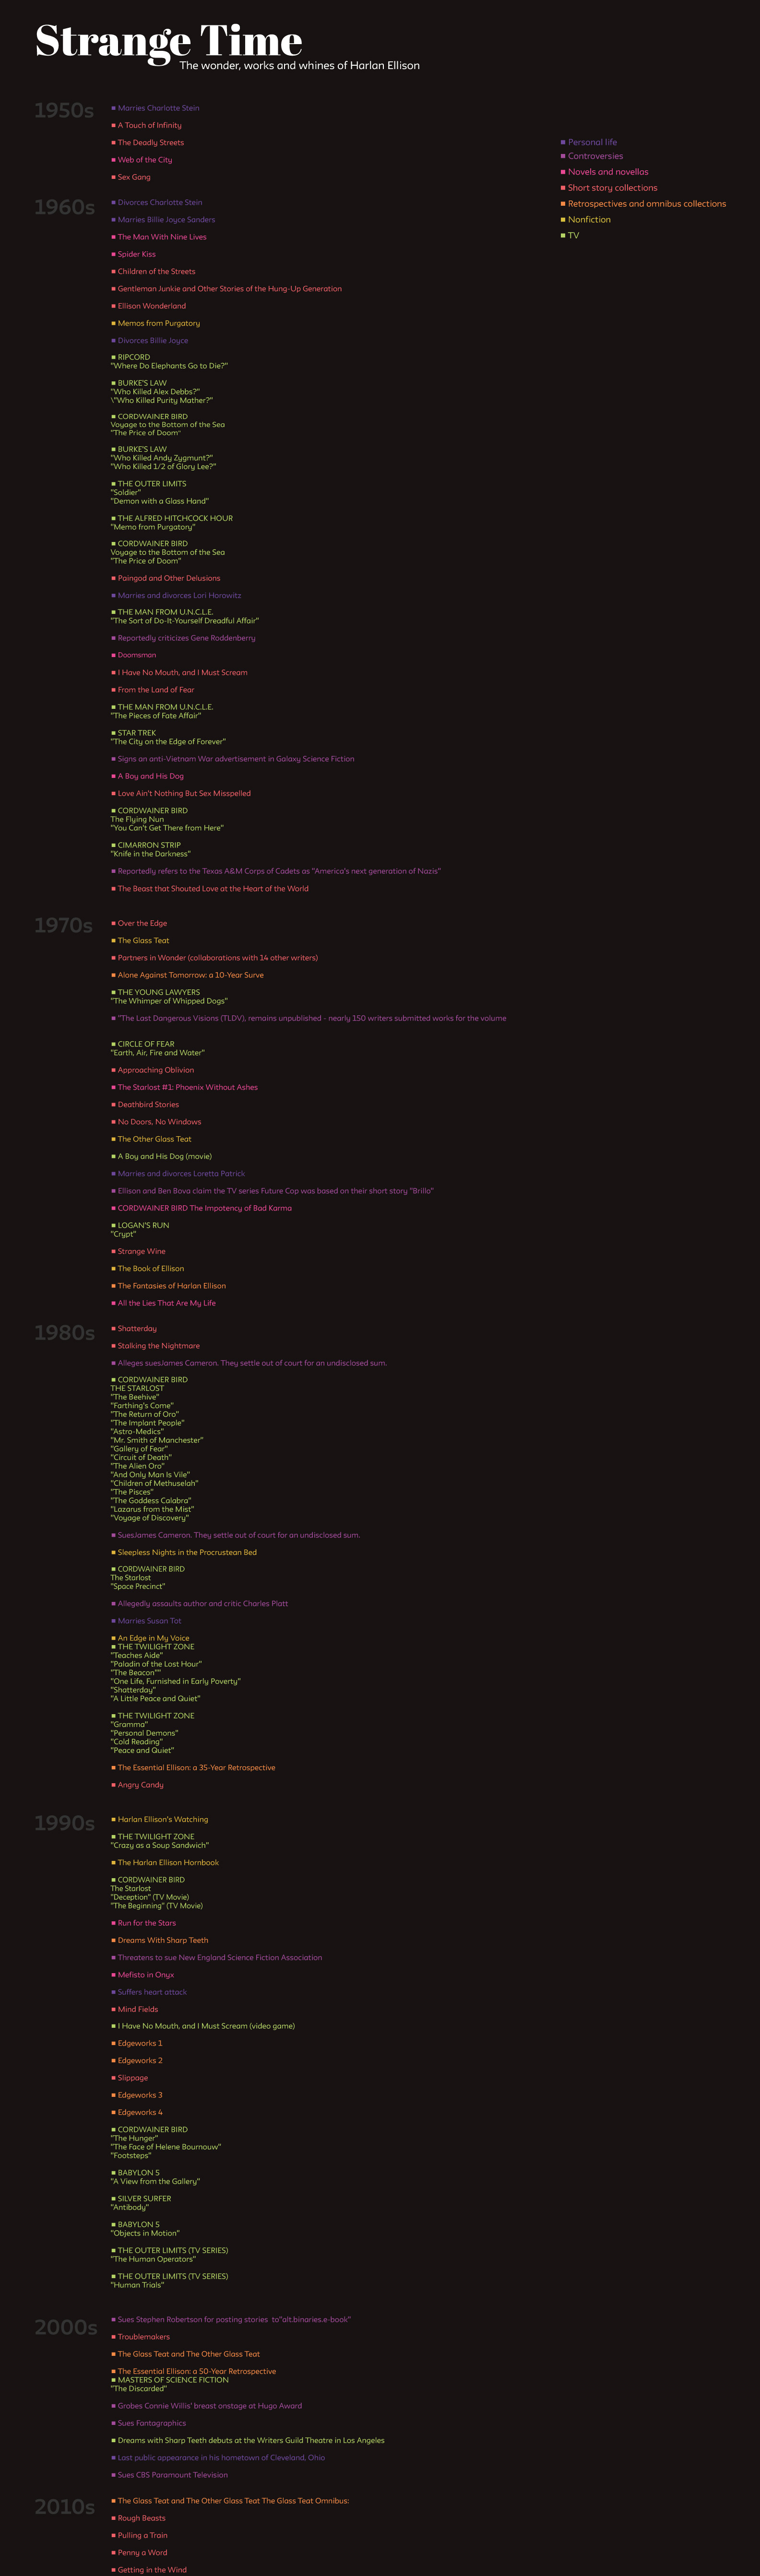 Strange Time
The wonder, works and whines of Harlan Ellison
1950s
■ Marries Charlotte Stein
■ A Touch of Infinity
■ The Deadly Streets
■ Web of the City
■ Sex Gang
■ Personal life
■ Controversies
■ Novels and novellas
■ Short story collections
■ Retrospectives and omnibus collections
■ Nonfiction
■ TV
1960s
■ Divorces Charlotte Stein
■ Marries Billie Joyce Sanders
■ The Man With Nine Lives
■ Spider Kiss
■ Children of the Streets
■ Gentleman Junkie and Other Stories of the Hung-Up Generation
■ Ellison Wonderland
■ Memos from Purgatory
■ Divorces Billie Joyce
■ RIPCORD
"Where Do Elephants Go to Die?"
■ BURKE'S LAW
"Who Killed Alex Debbs?"
\"Who Killed Purity Mather?"
■ CORDWAINER BIRD
Voyage to the Bottom of the Sea
"The Price of Doom"
■ BURKE'S LAW
"Who Killed Andy Zygmunt?"
"Who Killed 1/2 of Glory Lee?"
■ THE OUTER LIMITS
"Soldier"
"Demon with a Glass Hand"
■ THE ALFRED HITCHCOCK HOUR
"Memo from Purgatory"
■ CORDWAINER BIRD
Voyage to the Bottom of the Sea
"The Price of Doom"
■ Paingod and Other Delusions
■ Marries and divorces Lori Horowitz
■ THE MAN FROM U.N.C.L.E.
"The Sort of Do-It-Yourself Dreadful Affair"
■ Reportedly criticizes Gene Roddenberry
■ Doomsman
■ I Have No Mouth, and I Must Scream
■ From the Land of Fear
■ THE MAN FROM U.N.C.L.E.
"The Pieces of Fate Affair"
■ STAR TREK
"The City on the Edge of Forever"
■ Signs an anti-Vietnam War advertisement in Galaxy Science Fiction
■ A Boy and His Dog
■ Love Ain't Nothing But Sex Misspelled
■ CORDWAINER BIRD
The Flying Nun
"You Can't Get There from Here"
■ CIMARRON STRIP
"Knife in the Darkness"
■ Reportedly refers to the Texas A&M Corps of Cadets as "America's next generation of Nazis"
■ The Beast that Shouted Love at the Heart of the World
1970s
■ Over the Edge
■ The Glass Teat
■ Partners in Wonder (collaborations with 14 other writers)
■ Alone Against Tomorrow: a 10-Year Surve
■ THE YOUNG LAWYERS
"The Whimper of Whipped Dogs"
■ "The Last Dangerous Visions (TLDV), remains unpublished - nearly 150 writers submitted works for the volume
■ CIRCLE OF FEAR
"Earth, Air, Fire and Water"
■ Approaching Oblivion
■ The Starlost #1: Phoenix Without Ashes
■ Deathbird Stories
■ No Doors, No Windows
■ The Other Glass Teat
■ A Boy and His Dog (movie)
■ Marries and divorces Loretta Patrick
■ Ellison and Ben Bova claim the TV series Future Cop was based on their short story "Brillo"
■ CORDWAINER BIRD The Impotency of Bad Karma
■ LOGAN'S RUN
"Crypt"
■ Strange Wine
■ The Book of Ellison
■ The Fantasies of Harlan Ellison
■ All the Lies That Are My Life
1980s
■ Shatterday
■ Stalking the Nightmare
■ Alleges suesJames Cameron. They settle out of court for an undisclosed sum.
■ CORDWAINER BIRD
THE STARLOST
"The Beehive"
"Farthing's Come"
"The Return of Oro"
"The Implant People"
"Astro-Medics"
"Mr. Smith of Manchester"
"Gallery of Fear"
"Circuit of Death"
"The Alien Oro"
"And Only Man Is Vile"
"Children of Methuselah"
"The Pisces"
"The Goddess Calabra"
"Lazarus from the Mist"
"Voyage of Discovery"
■ SuesJames Cameron. They settle out of court for an undisclosed sum.
■ Sleepless Nights in the Procrustean Bed
■ CORDWAINER BIRD
The Starlost
"Space Precinct"
■ Allegedly assaults author and critic Charles Platt
■ Marries Susan Tot
■ An Edge in My Voice
■ THE TWILIGHT ZONE
"Teaches Aide"
"Paladin of the Lost Hour"
"The Beacon""
"One Life, Furnished in Early Poverty"
"Shatterday"
"A Little Peace and Quiet"
■ THE TWILIGHT ZONE
"Gramma"
"Personal Demons"
"Cold Reading"
"Peace and Quiet"
■ The Essential Ellison: a 35-Year Retrospective
■ Angry Candy
1990s
■ Harlan Ellison's Watching
■ THE TWILIGHT ZONE
"Crazy as a Soup Sandwich"
■ The Harlan Ellison Hornbook
■ CORDWAINER BIRD
The Starlost
"Deception" (TV Movie)
"The Beginning" (TV Movie)
■ Run for the Stars
■ Dreams With Sharp Teeth
■ Threatens to sue New England Science Fiction Association
■ Mefisto in Onyx
■ Suffers heart attack
■ Mind Fields
■ I Have No Mouth, and I Must Scream (video game)
■ Edgeworks 1
■ Edgeworks 2
■ Slippage
■ Edgeworks 3
■ Edgeworks 4
■ CORDWAINER BIRD
"The Hunger"
"The Face of Helene Bournouw"
"Footsteps"
■ BABYLON 5
"A View from the Gallery"
■ SILVER SURFER
"Antibody"
■ BABYLON 5
"Objects in Motion"
■ THE OUTER LIMITS (TV SERIES)
"The Human Operators"
■ THE OUTER LIMITS (TV SERIES)
"Human Trials"
2000s
■ Sues Stephen Robertson for posting stories to"alt.binaries.e-book"
■ Troublemakers
■ The Glass Teat and The Other Glass Teat
■ The Essential Ellison: a 50-Year Retrospective
■ MASTERS OF SCIENCE FICTION
"The Discarded"
■ Grobes Connie Willis' breast onstage at Hugo Award
■ Sues Fantagraphics
■ Dreams with Sharp Teeth debuts at the Writers Guild Theatre in Los Angeles
■ Last public appearance in his hometown of Cleveland, Ohio
■ Sues CBS Paramount Television
2010s
■ The Glass Teat and The Other Glass Teat The Glass Teat Omnibus:
■ Rough Beasts
■ Pulling a Train
■ Penny a Word
■ Getting in the Wind